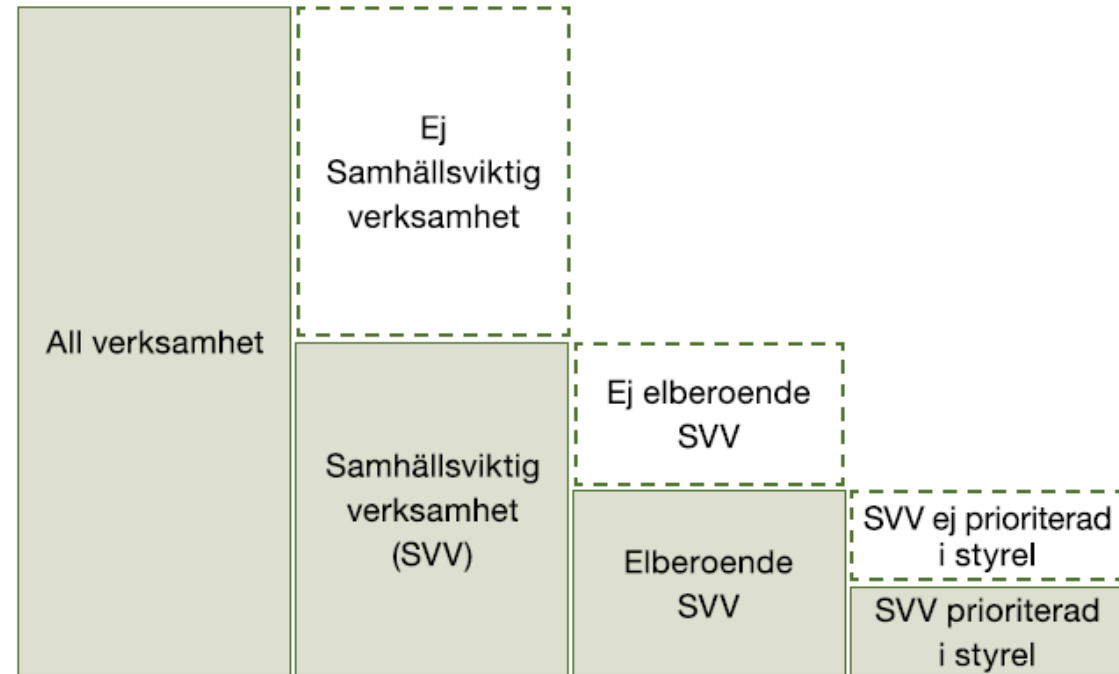 All verksamhet
Ej
Samhällsviktig
verksamhet
Samhällsviktig
verksamhet
(SVV)
Ej elberoende
SVV
Elberoende
SVV
SVV ej prioriterad
i styrel
SVV prioriterad
i styrel